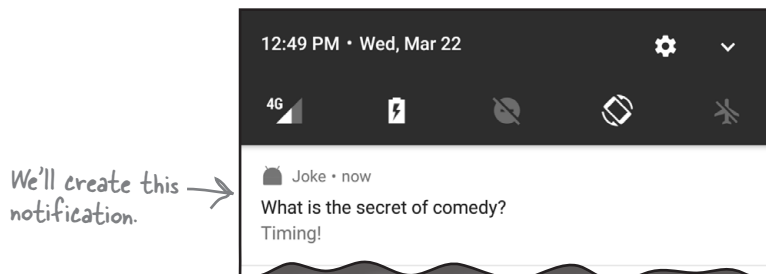 12:49 PM • Wed, Mar 22
4G
We'll create this
notification.
Joke • now
What is the secret of comedy?
Timing!